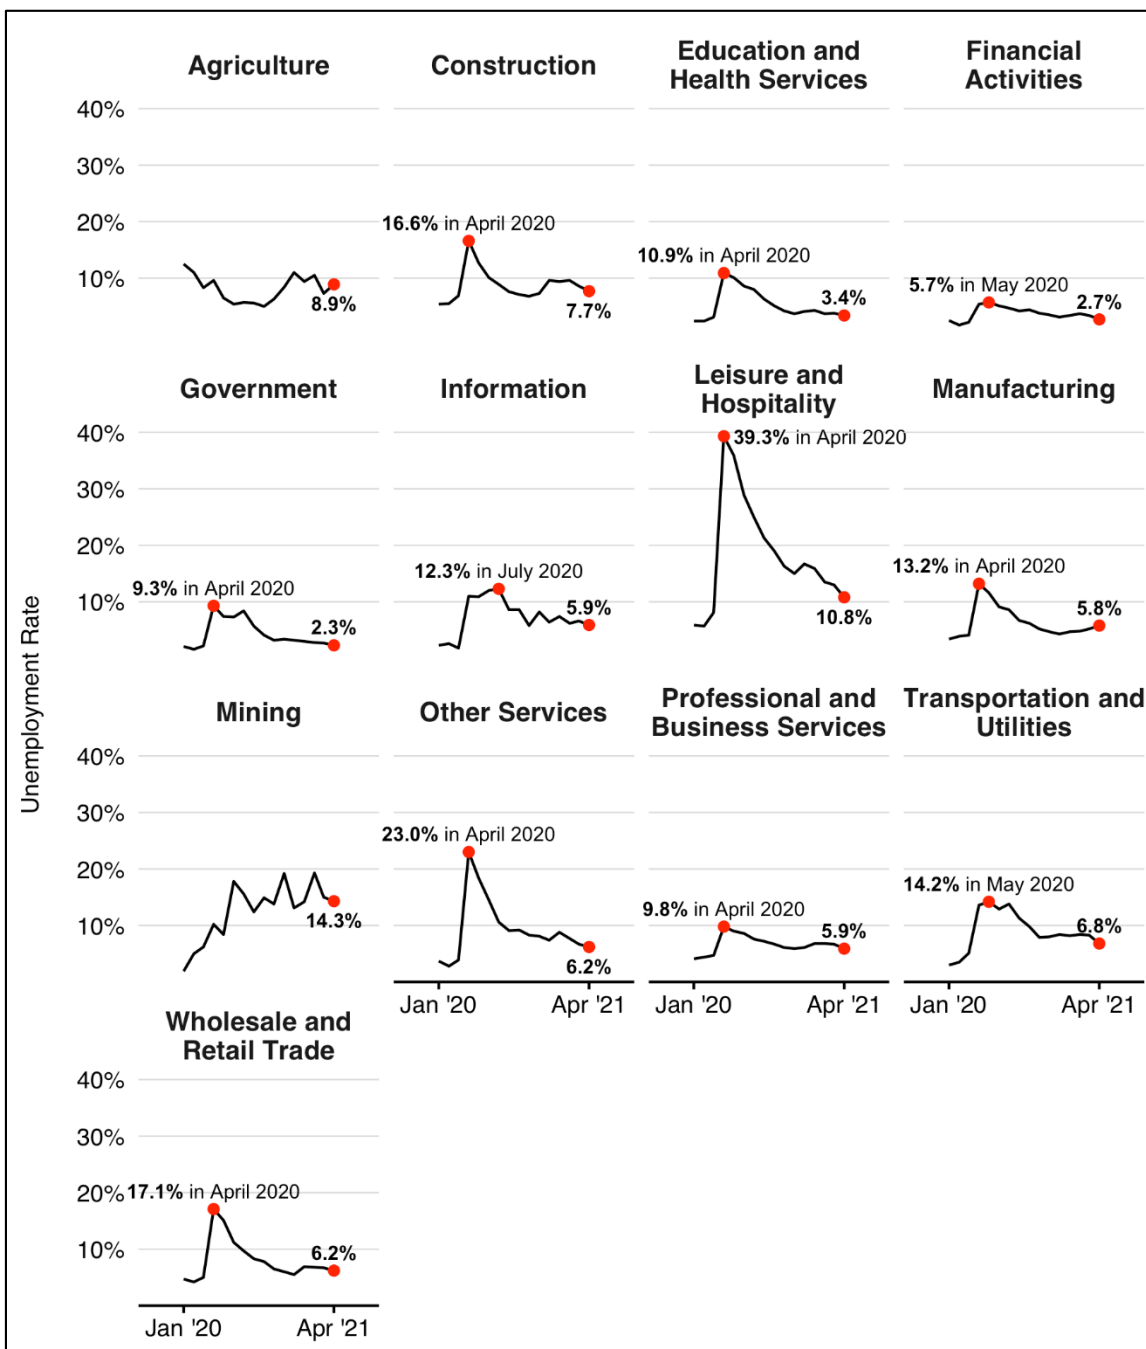 Unemployment Rate
Agriculture
Construction
Education and
Health Services
Financial
Activities
40%
30%
20%
10%
8.9%
16.6% in April 2020
7.7%
10.9% in April 2020
3.4%
5.7% in May 2020
2.7%
Government
Information
Leisure and
Hospitality
Manufacturing
40%
30%
20%
10%
9.3% in April 2020
2.3%
12.3% in July 2020
5.9%
39.3% in April 2020
10.8%
13.2% in April 2020
5.8%
Mining
Other Services
Professional and
Business Services
Transportation and
Utilities
40%
30%
20%
10%
14.3%
23.0% in April 2020
6.2%
9.8% in April 2020
5.9%
14.2% in May 2020
6.8%
Jan '20
Apr '21
Jan '20
Apr '21
Jan '20
Apr '21
Wholesale and
Retail Trade
40%
30%
20%
10%
17.1% in April 2020
6.2%
Jan '20
Apr '21